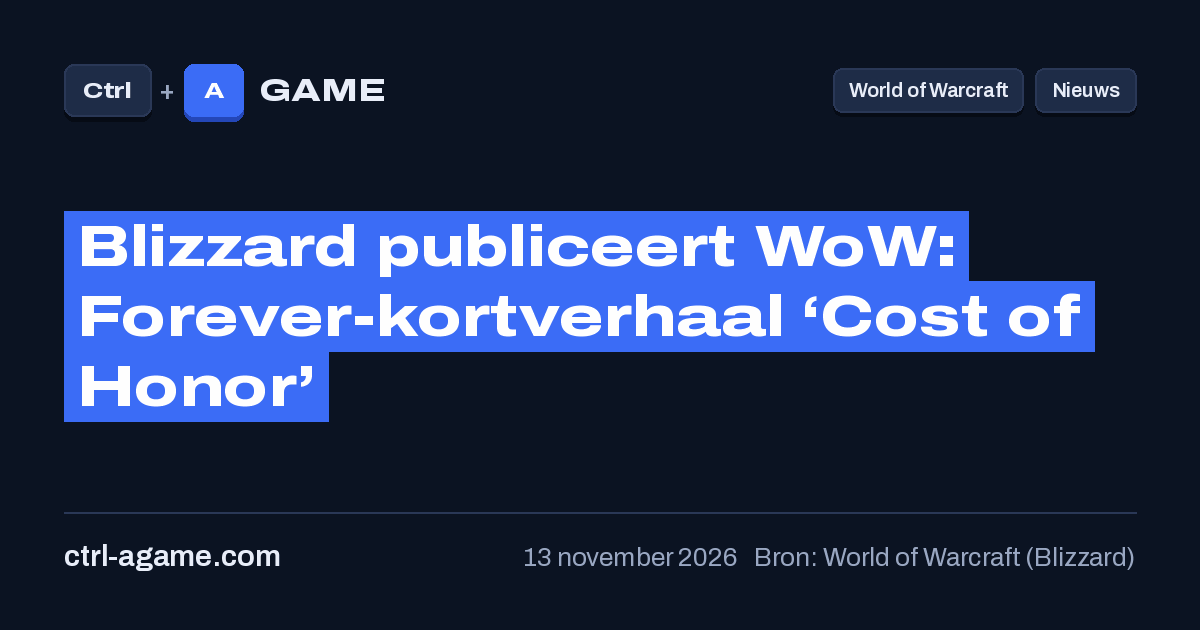 Ctrl + A GAME
World of Warcraft
Nieuws
Blizzard publiceert WoW:
Forever-kortverhaal ‘Cost of
Honor’
ctrl-agame.com
13 november 2026 Bron: World of Warcraft (Blizzard)